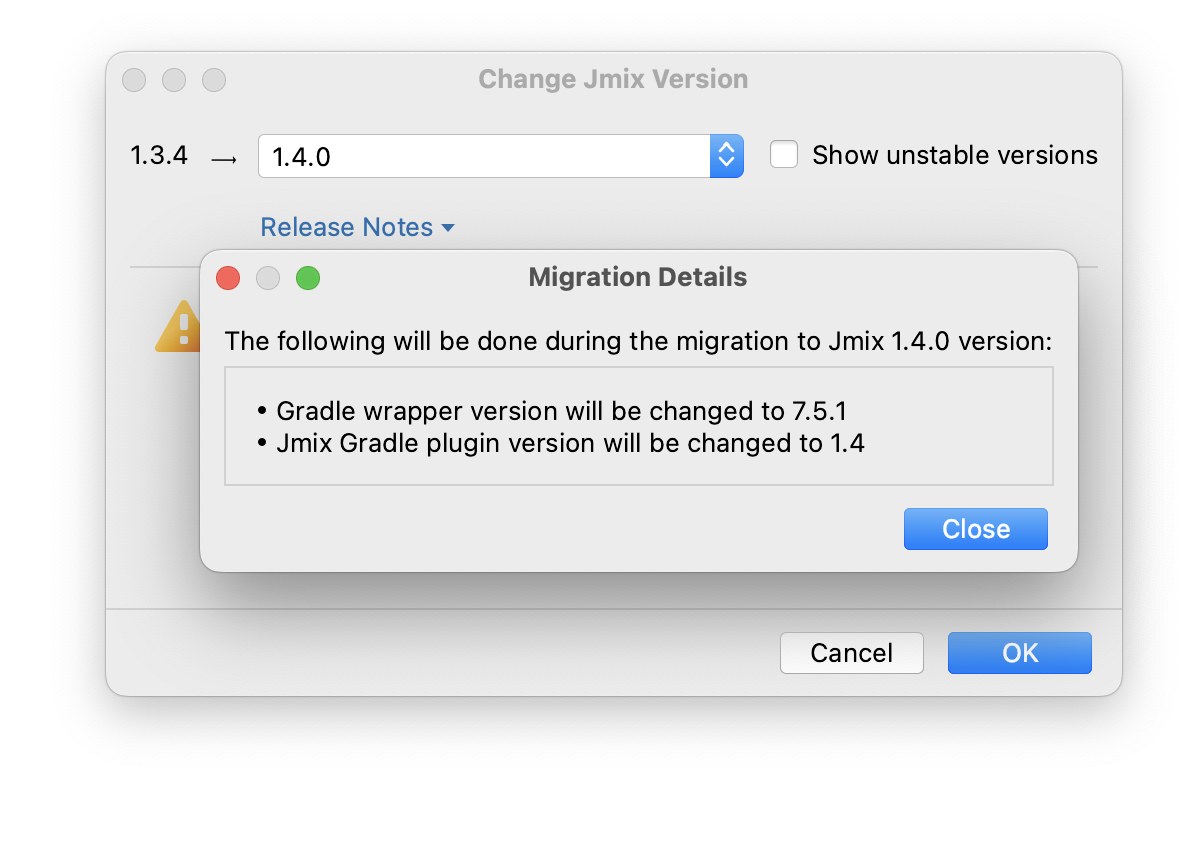 Change Jmix Version
1.3.4 → 1.4.0 Show unstable versions
Release Notes
Migration Details
The following will be done during the migration to Jmix 1.4.0 version:
• Gradle wrapper version will be changed to 7.5.1
• Jmix Gradle plugin version will be changed to 1.4
Close
Cancel OK